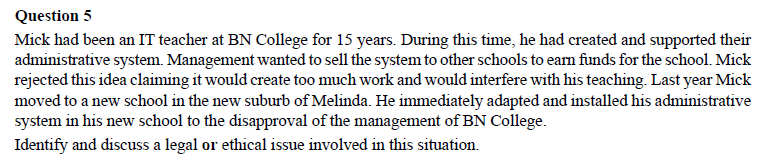 Question 5
Mick had been an IT teacher at BN College for 15 years. During this time, he had created and supported their
administrative system. Management wanted to sell the system to other schools to earn funds for the school. Mick
rejected this idea claiming it would create too much work and would interfere with his teaching. Last year Mick
moved to a new school in the new suburb of Melinda. He immediately adapted and installed his administrative
system in his new school to the disapproval of the management of BN College.
Identify and discuss a legal or ethical issue involved in this situation.